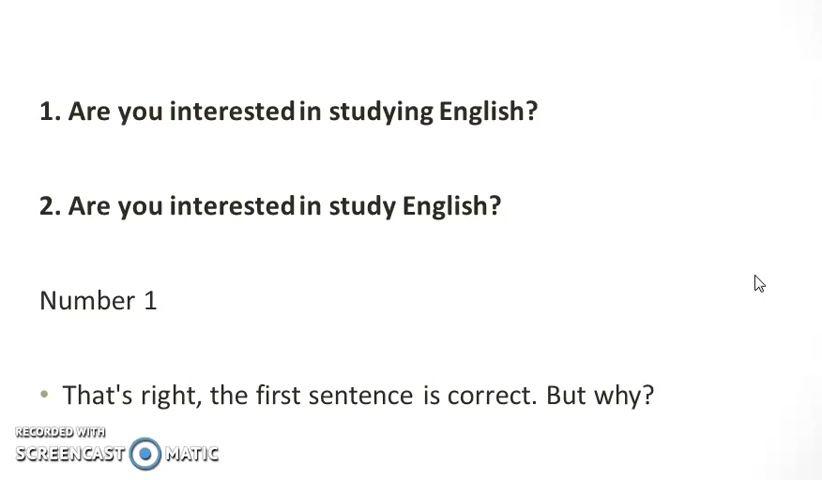 1. Are you interested in studying English?
2. Are you interested in study English?
Number 1
• That's right, the first sentence is correct. But why?
RECORDED WITH
SCREENCAST MATIC